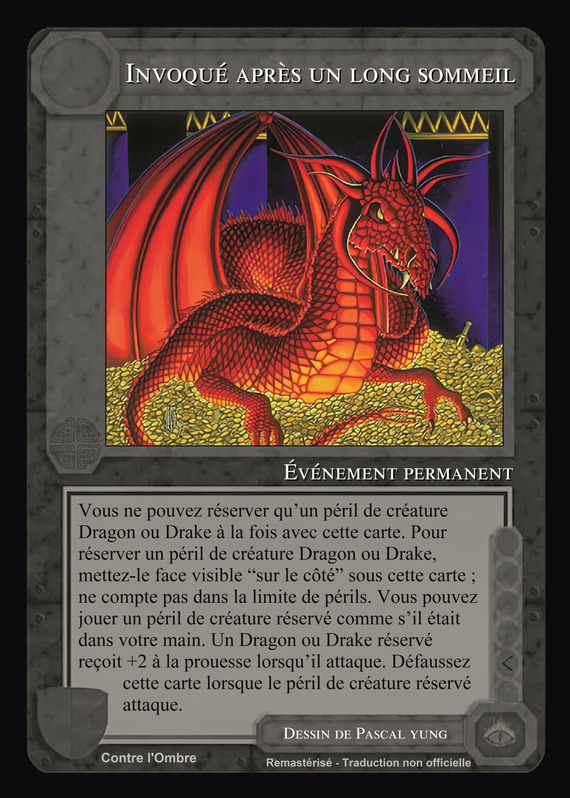 Invoqué après un long sommeil
Événement permanent
Vous ne pouvez réserver qu’un péril de créature
Dragon ou Drake à la fois avec cette carte. Pour
réserver un péril de créature Dragon ou Drake,
mettez-le face visible “sur le côté” sous cette carte ;
ne compte pas dans la limite de périls. Vous pouvez
jouer un péril de créature réservé comme s’il était
dans votre main. Un Dragon ou Drake réservé
reçoit +2 à la prouesse lorsqu’il attaque. Défaussez
cette carte lorsque le péril de créature réservé
attaque.
Dessin de Pascal yung
Contre l'Ombre
Remastérisé - Traduction non officielle